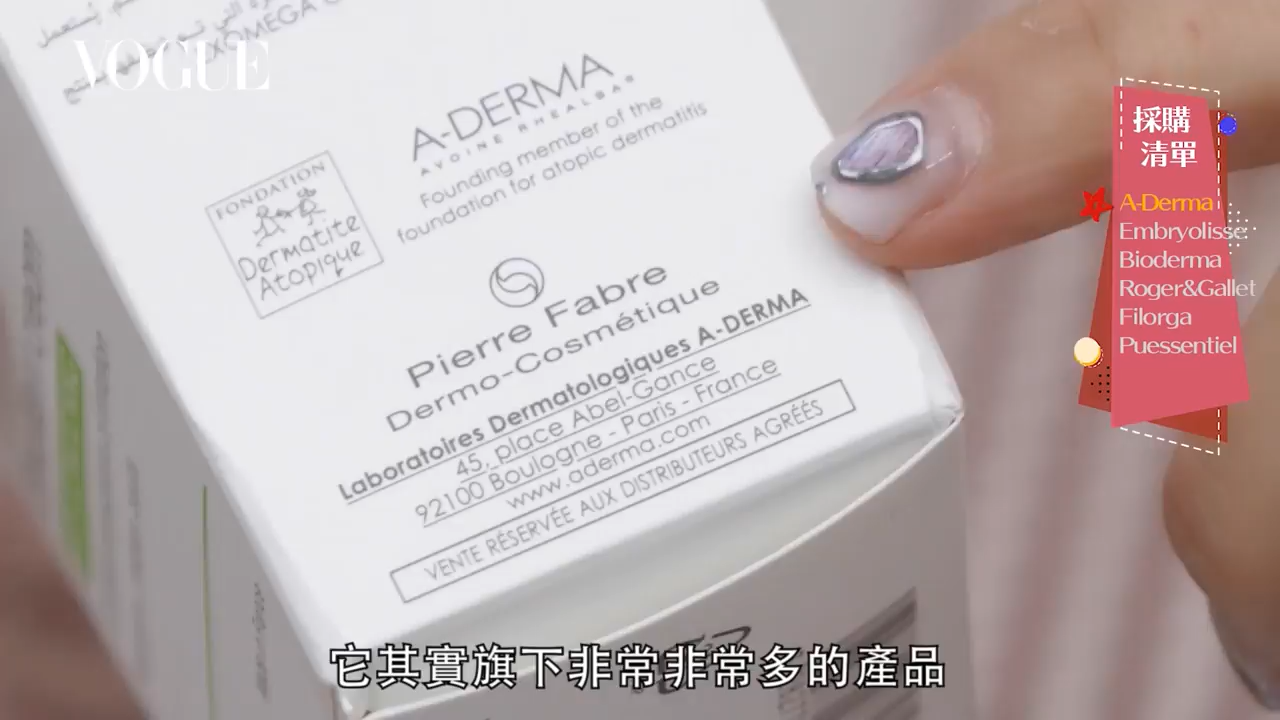 VOGUE
EXOMEGA
A-DERMA
AVOINE RHEALBA®
Founding member of the
foundation for atopic dermatitis
FONDATION
Dermatite
Atopique
Pierre Fabre
Dermo-Cosmétique
Laboratoires Dermatologiques A-DERMA
45, place Abel-Gance
92100 Boulogne - Paris - France
www.aderma.com
VENTE RÉSERVÉE AUX DISTRIBUTEURS AGRÉÉS
採購
清單
A-Derma
Embryolisse
Bioderma
Roger&Gallet
Filorga
Puessentiel
它其實旗下非常非常多的產品